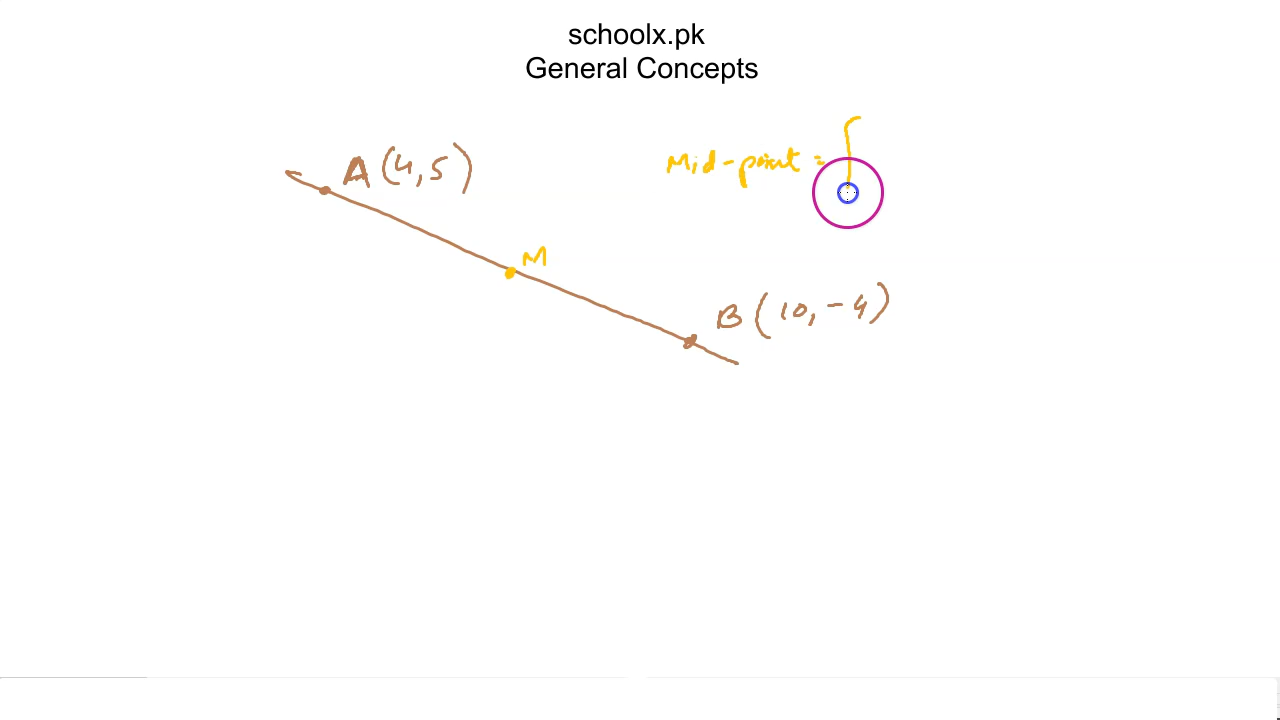 schoolx.pk
General Concepts
A (4,5)
Mid-point =
M
B (10, -4)